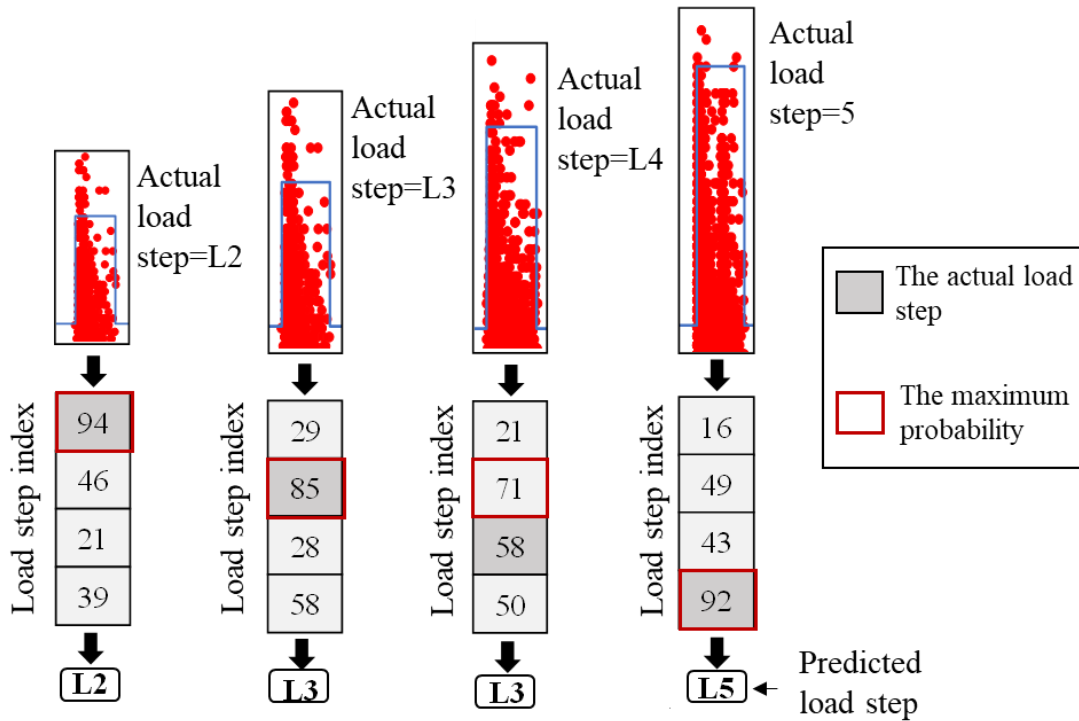 Actual
load
step=L2
Actual
load
step=L3
Actual
load
step=L4
Actual
load
step=5
The actual load
step
The maximum
probability
Load step index
94
46
21
39
L2
Load step index
29
85
28
58
L3
Load step index
21
71
58
50
L3
Load step index
16
49
43
92
L5
Predicted
load step